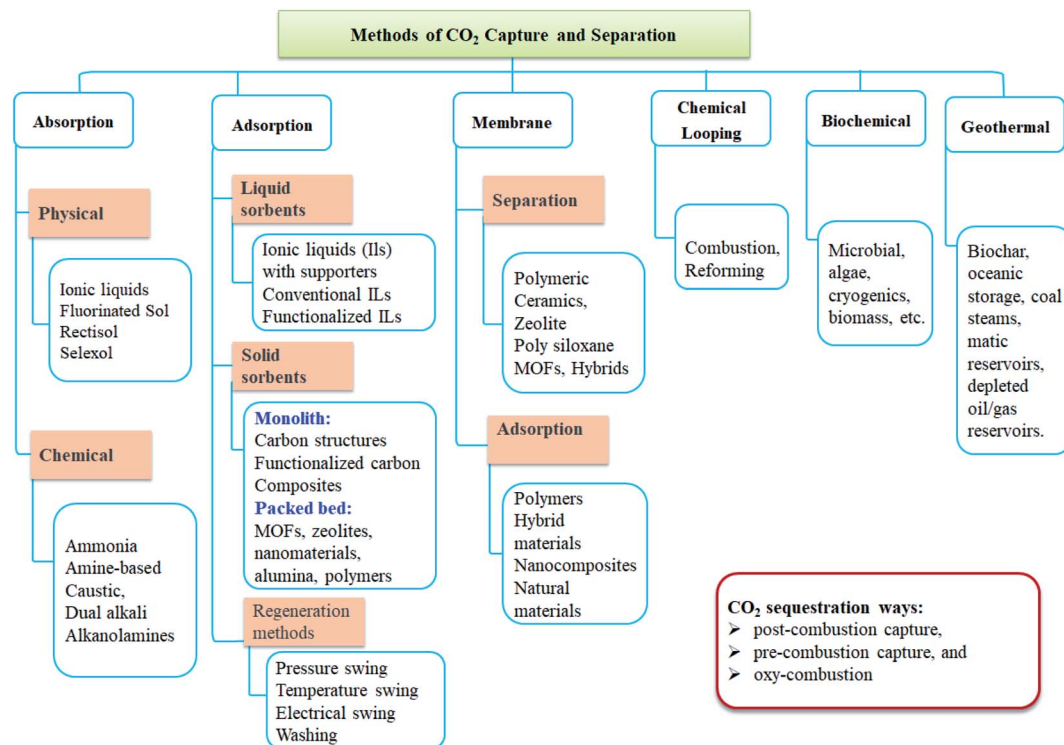 Methods of CO₂ Capture and Separation
Absorption
Physical
Ionic liquids
Fluorinated Sol
Rectisol
Selexol
Chemical
Ammonia
Amine-based
Caustic,
Dual alkali
Alkanolamines
Adsorption
Liquid
sorbents
Ionic liquids (Ils)
with supporters
Conventional ILs
Functionalized ILs
Solid
sorbents
Monolith:
Carbon structures
Functionalized carbon
Composites
Packed bed:
MOFs, zeolites,
nanomaterials,
alumina, polymers
Regeneration
methods
Pressure swing
Temperature swing
Electrical swing
Washing
Membrane
Separation
Polymeric
Ceramics,
Zeolite
Poly siloxane
MOFs, Hybrids
Adsorption
Polymers
Hybrid
materials
Nanocomposites
Natural
materials
Chemical
Looping
Combustion,
Reforming
Biochemical
Microbial,
algae,
cryogenics,
biomass, etc.
Geothermal
Biochar,
oceanic
storage, coal
steams,
matic
reservoirs,
depleted
oil/gas
reservoirs.
CO₂ sequestration ways:
➢ post-combustion capture,
➢ pre-combustion capture, and
➢ oxy-combustion